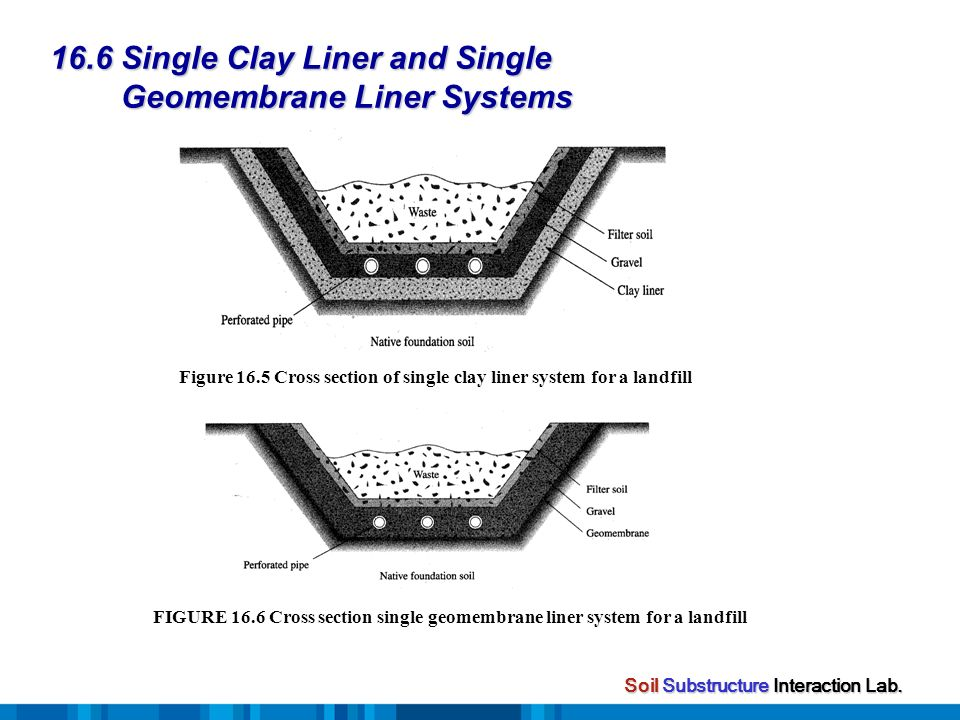 16.6 Single Clay Liner and Single
Geomembrane Liner Systems
Waste
Filter soil
Gravel
Clay liner
Perforated pipe
Native foundation soil
Figure 16.5 Cross section of single clay liner system for a landfill
Waste
Filter soil
Gravel
Geomembrane
Perforated pipe
Native foundation soil
FIGURE 16.6 Cross section single geomembrane liner system for a landfill
Soil Substructure Interaction Lab.